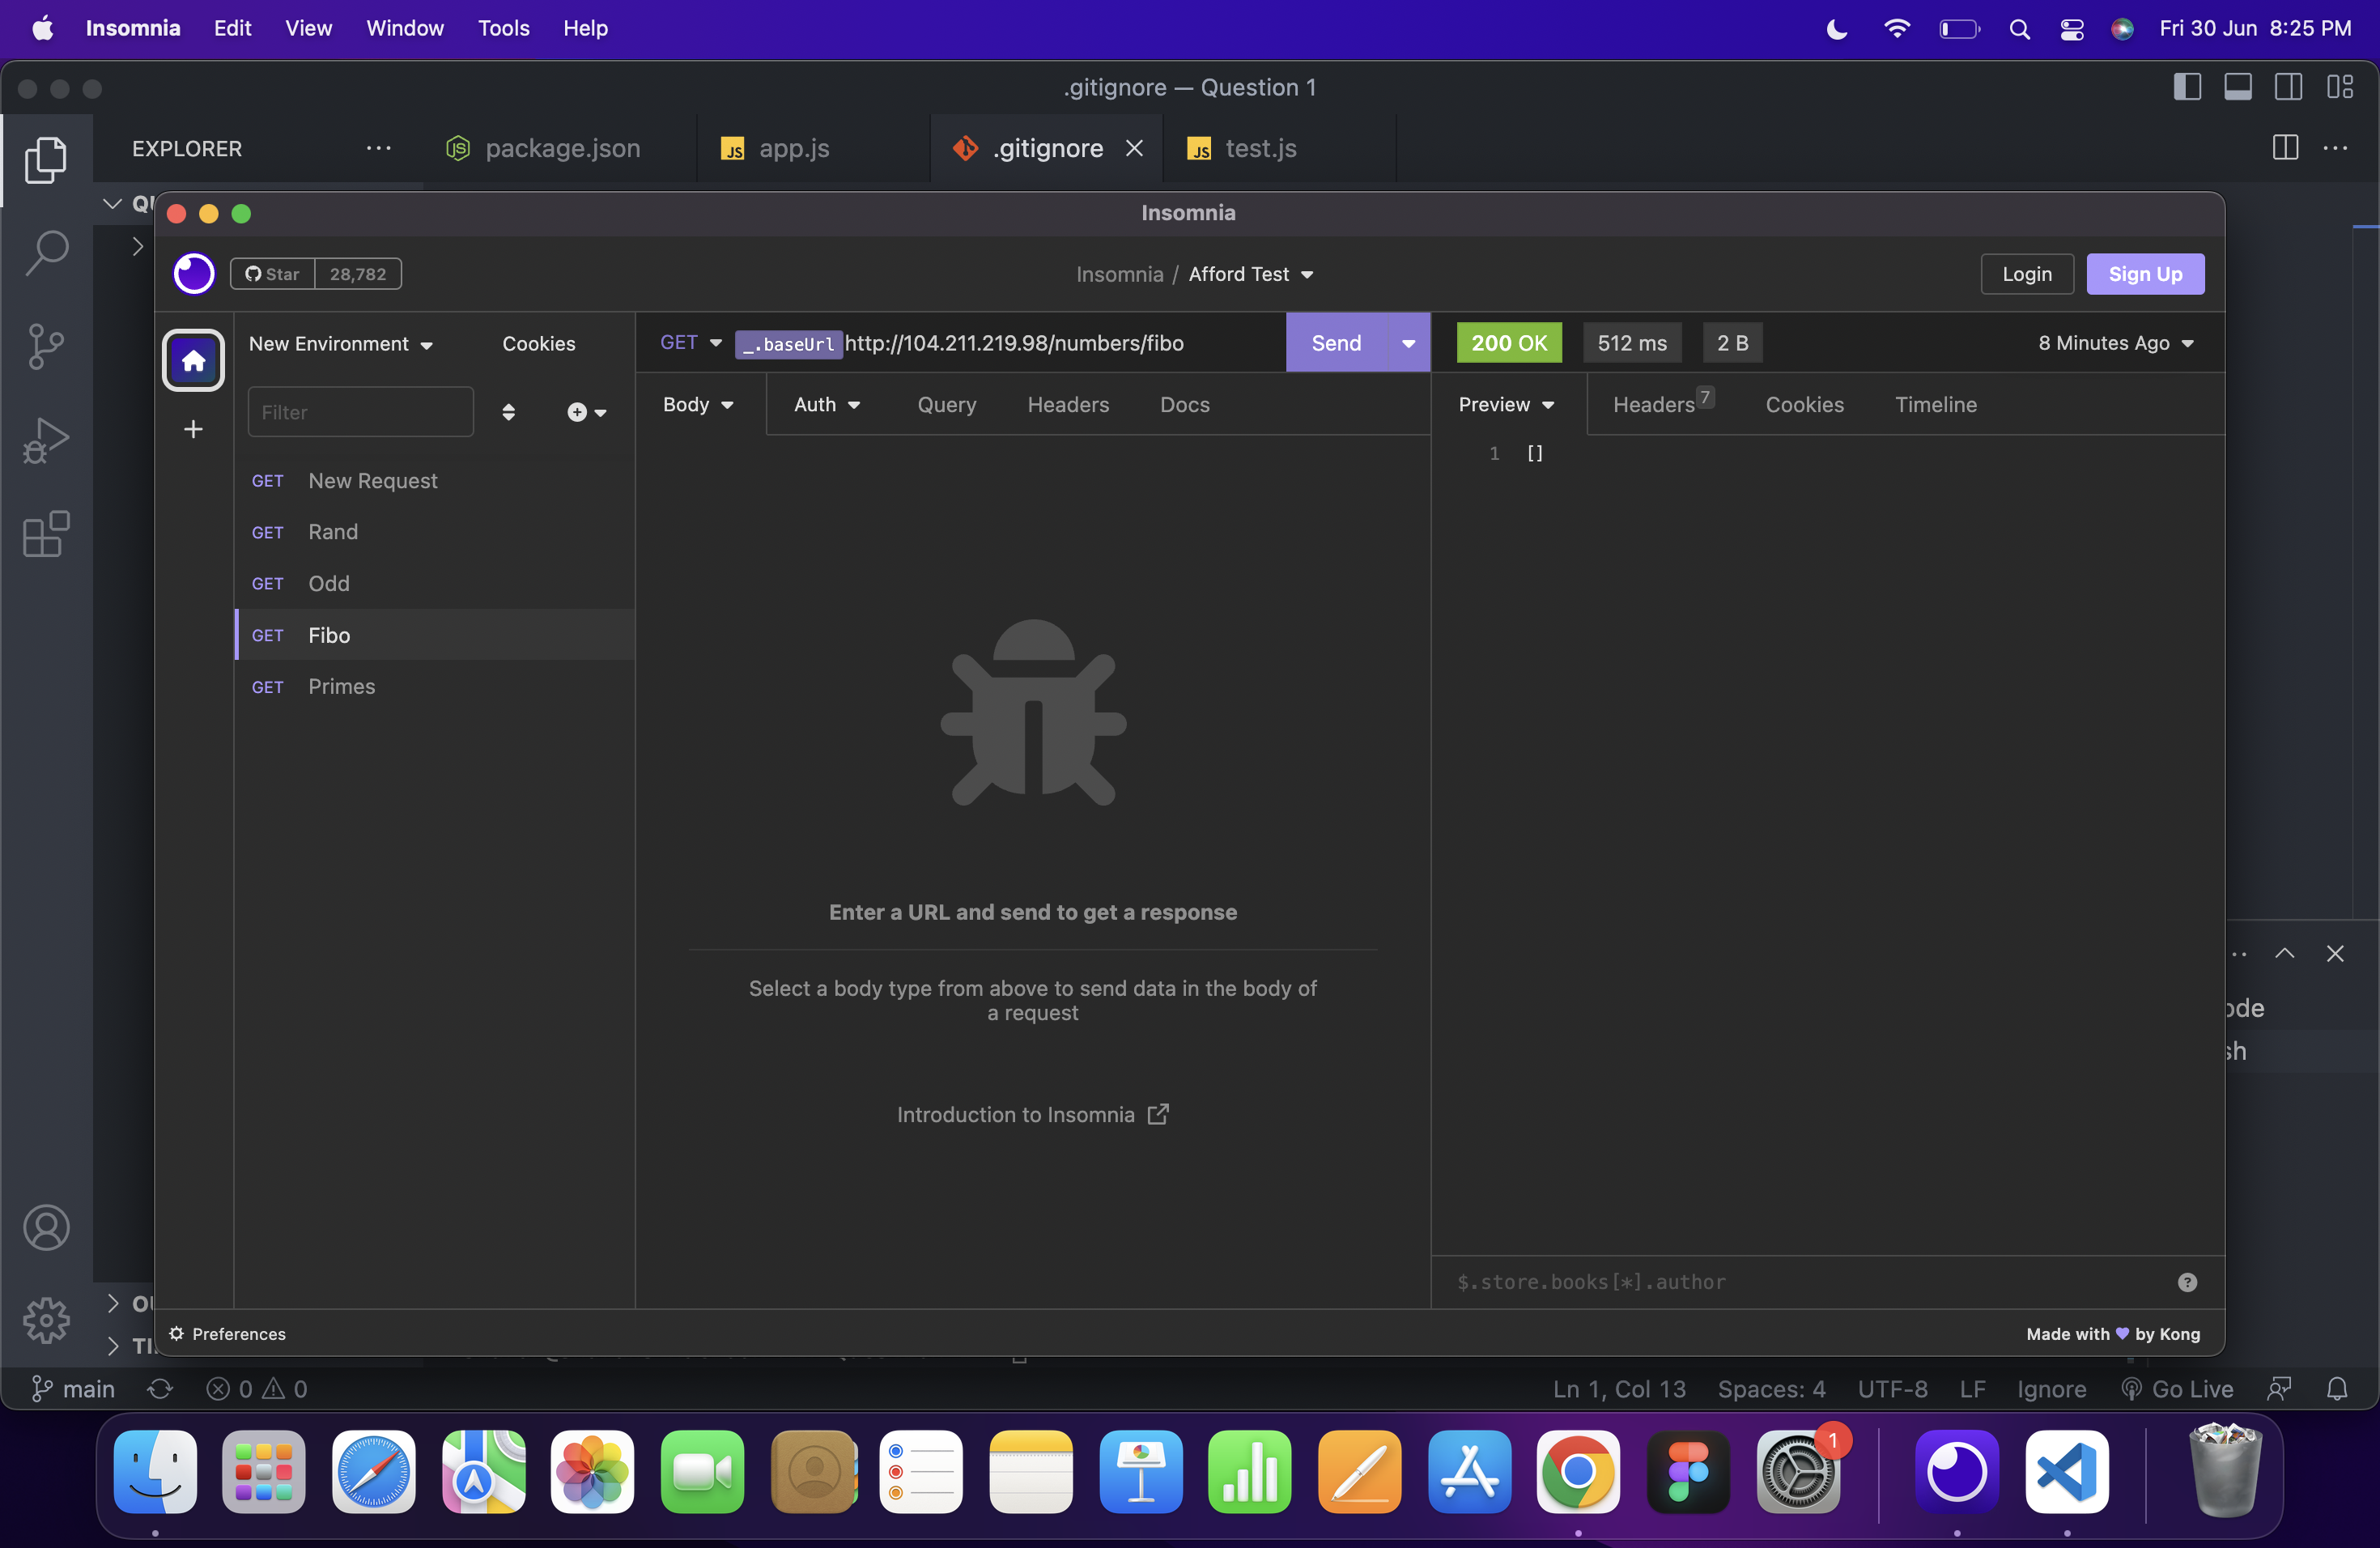 Insomnia Edit View Window Tools Help Fri 30 Jun 8:25 PM
.gitignore — Question 1
EXPLORER ··· package.json JS app.js .gitignore JS test.js
Insomnia
Star 28,782 Insomnia / Afford Test Login Sign Up
New Environment Cookies GET _.baseUrl http://104.211.219.98/numbers/fibo Send 200 OK 512 ms 2 B 8 Minutes Ago
Filter Body Auth Query Headers Docs Preview Headers 7 Cookies Timeline
1 []
GET New Request
GET Rand
GET Odd
GET Fibo
GET Primes
Enter a URL and send to get a response
Select a body type from above to send data in the body of
a request
Introduction to Insomnia
$.store.books[*].author
Preferences Made with by Kong
main 0 0 Ln 1, Col 13 Spaces: 4 UTF-8 LF Ignore Go Live
1